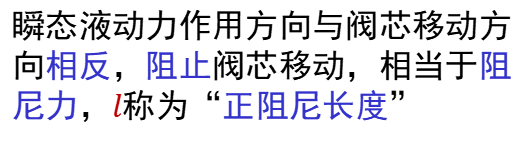 瞬态液动力作用方向与阀芯移动方
向相反，阻止阀芯移动，相当于阻
尼力，l称为“正阻尼长度”